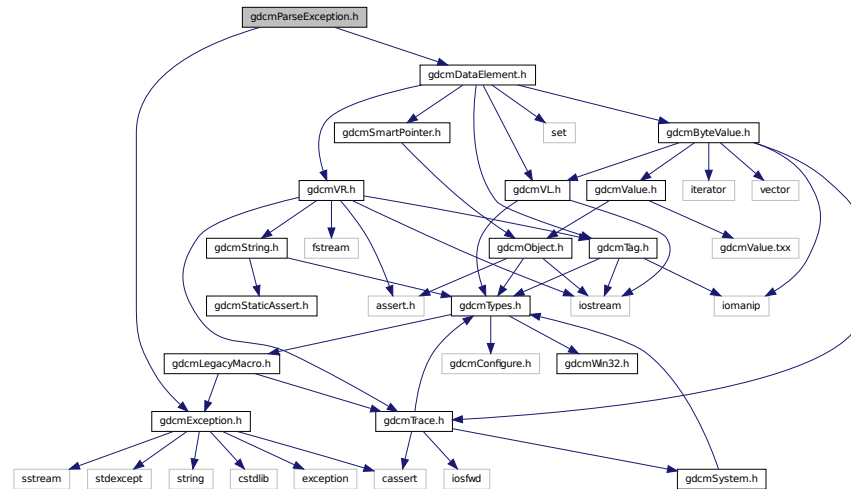 gdcmParseException.h
gdcmDataElement.h
gdcmSmartPointer.h
set
gdcmByteValue.h
gdcmVR.h
gdcmVL.h
gdcmValue.h
iterator
vector
gdcmString.h
fstream
gdcmObject.h
gdcmTag.h
gdcmValue.txx
gdcmStaticAssert.h
assert.h
gdcmTypes.h
iostream
iomanip
gdcmLegacyMacro.h
gdcmConfigure.h
gdcmWin32.h
gdcmException.h
gdcmTrace.h
sstream
stdexcept
string
cstdlib
exception
cassert
iosfwd
gdcmSystem.h